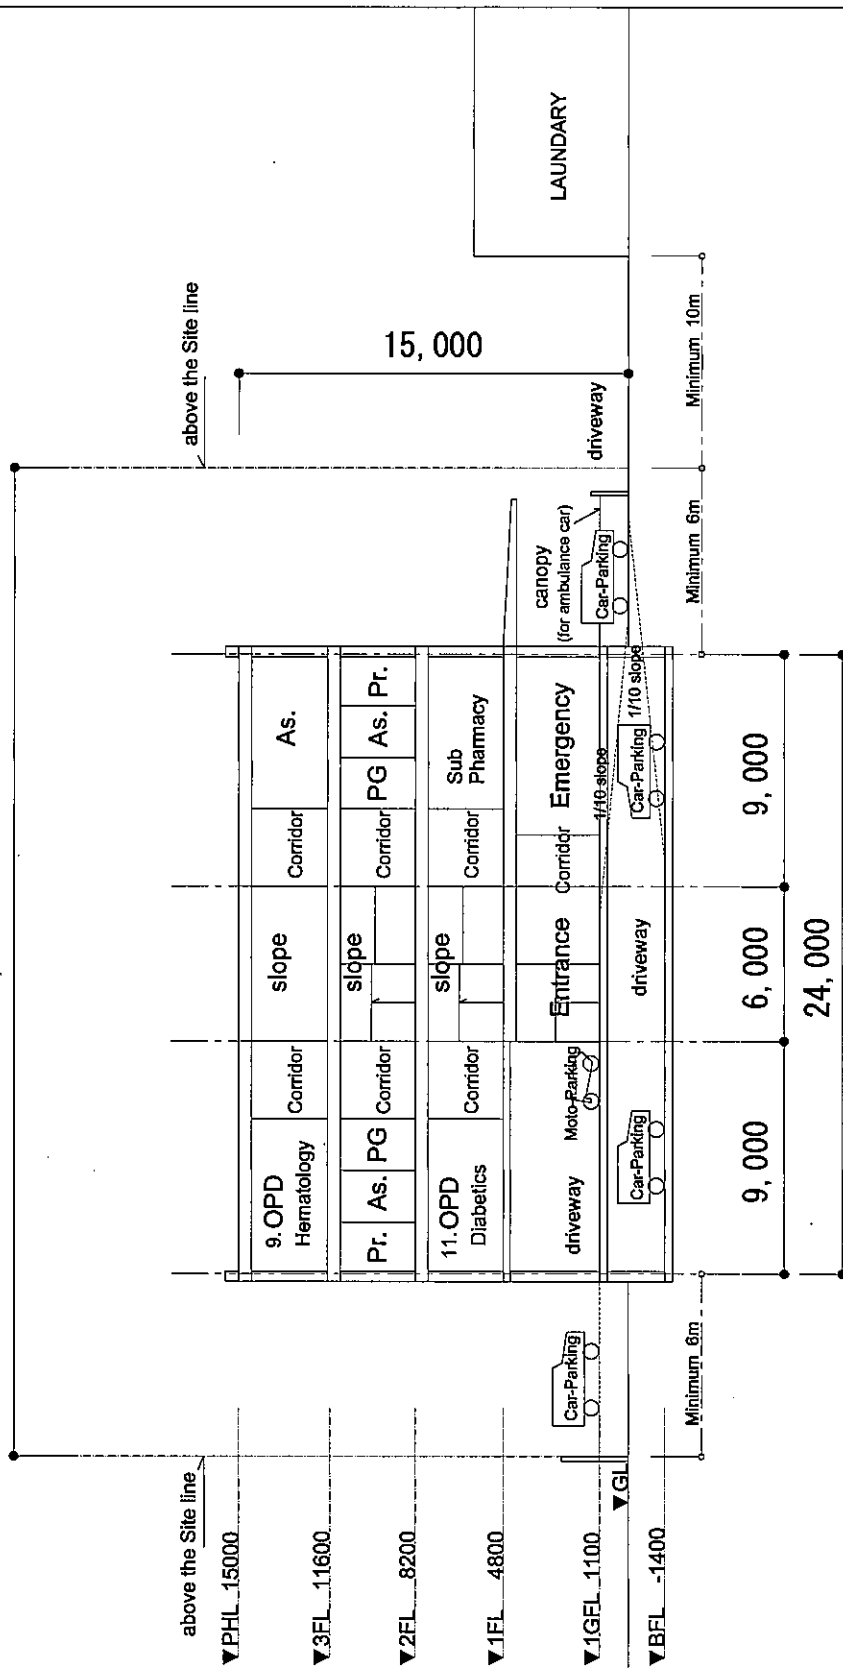 above the Site line
above the Site line
▼PHL 15000
▼3FL 11600
▼2FL 8200
▼1FL 4800
▼1GFL 1100
▼GL
▼BFL -1400
9. OPD
Hematology
Corridor
slope
Corridor
As.
Pr.
As.
PG
Corridor
slope
Corridor
PG
As.
Pr.
11. OPD
Diabetics
Corridor
slope
Corridor
Sub
Pharmacy
driveway
Moto-Parking
Entrance
Corridor
Emergency
1/10 slope
canopy
(for ambulance car)
Car-Parking
Car-Parking
driveway
15, 000
LAUNDARY
Car-Parking
driveway
Car-Parking
1/10 slope
Minimum 6m
Minimum 6m
Minimum 10m
9, 000
6, 000
9, 000
24, 000